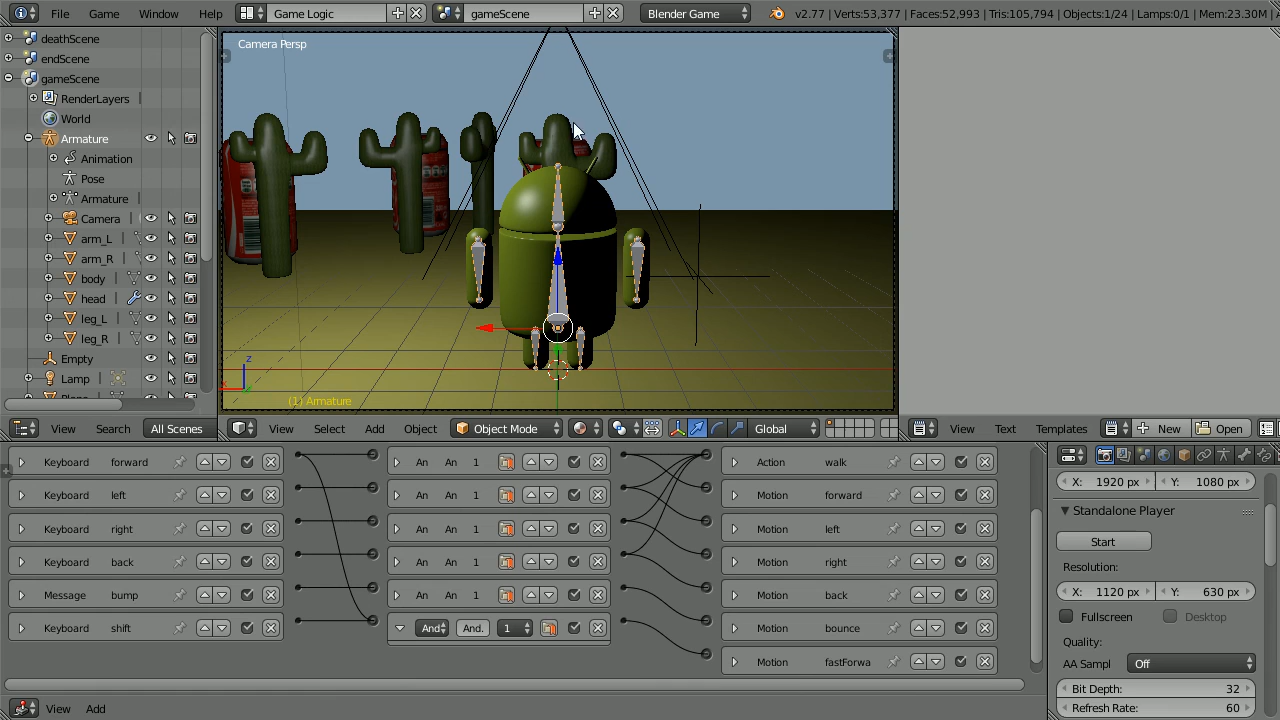 File Game Window Help Game Logic gameScene Blender Game v2.77 | Verts:53,377 | Faces:52,993 | Tris:105,794 | Objects:1/24 | Lamps:0/1 | Mem:23.30M |
deathScene
endScene
gameScene
RenderLayers
World
Armature
Animation
Pose
Armature
Camera
arm_L
arm_R
body
head
leg_L
leg_R
Empty
Lamp
Camera Persp
z
x
(1) Armature
View Search All Scenes
View Select Add Object Object Mode Global
View Text Templates New Open
Keyboard forward
Keyboard left
Keyboard right
Keyboard back
Message bump
Keyboard shift
An An 1
An An 1
An An 1
An An 1
An An 1
And And. 1
Action walk
Motion forward
Motion left
Motion right
Motion back
Motion bounce
Motion fastForwa
X: 1920 px Y: 1080 px
Standalone Player
Start
Resolution:
X: 1120 px Y: 630 px
Fullscreen Desktop
Quality:
AA Sampl Off
Bit Depth: 32
Refresh Rate: 60
View Add